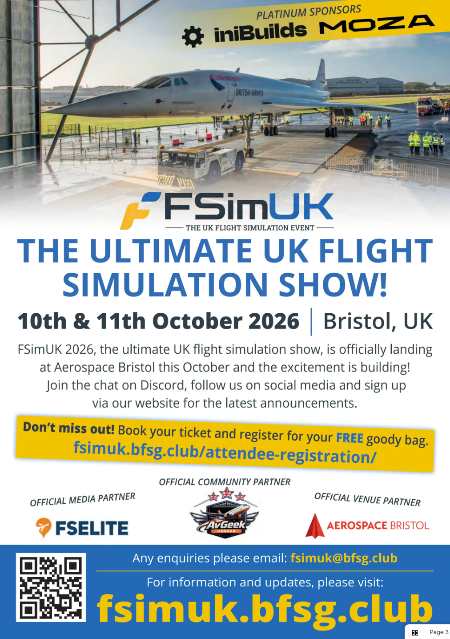 PLATINUM SPONSORS
iniBuilds MOZA
BRITISH AIRWAYS
FSimUK
THE UK FLIGHT SIMULATION EVENT
THE ULTIMATE UK FLIGHT
SIMULATION SHOW!
10th & 11th October 2026 | Bristol, UK
FSimUK 2026, the ultimate UK flight simulation show, is officially landing
at Aerospace Bristol this October and the excitement is building!
Join the chat on Discord, follow us on social media and sign up
via our website for the latest announcements.
Don't miss out! Book your ticket and register for your FREE goody bag.
fsimuk.bfsg.club/attendee-registration/
OFFICIAL MEDIA PARTNER
FSELITE
OFFICIAL COMMUNITY PARTNER
AvGeek
OFFICIAL VENUE PARTNER
AEROSPACE BRISTOL
Any enquiries please email: fsimuk@bfsg.club
For information and updates, please visit:
fsimuk.bfsg.club
Page 3